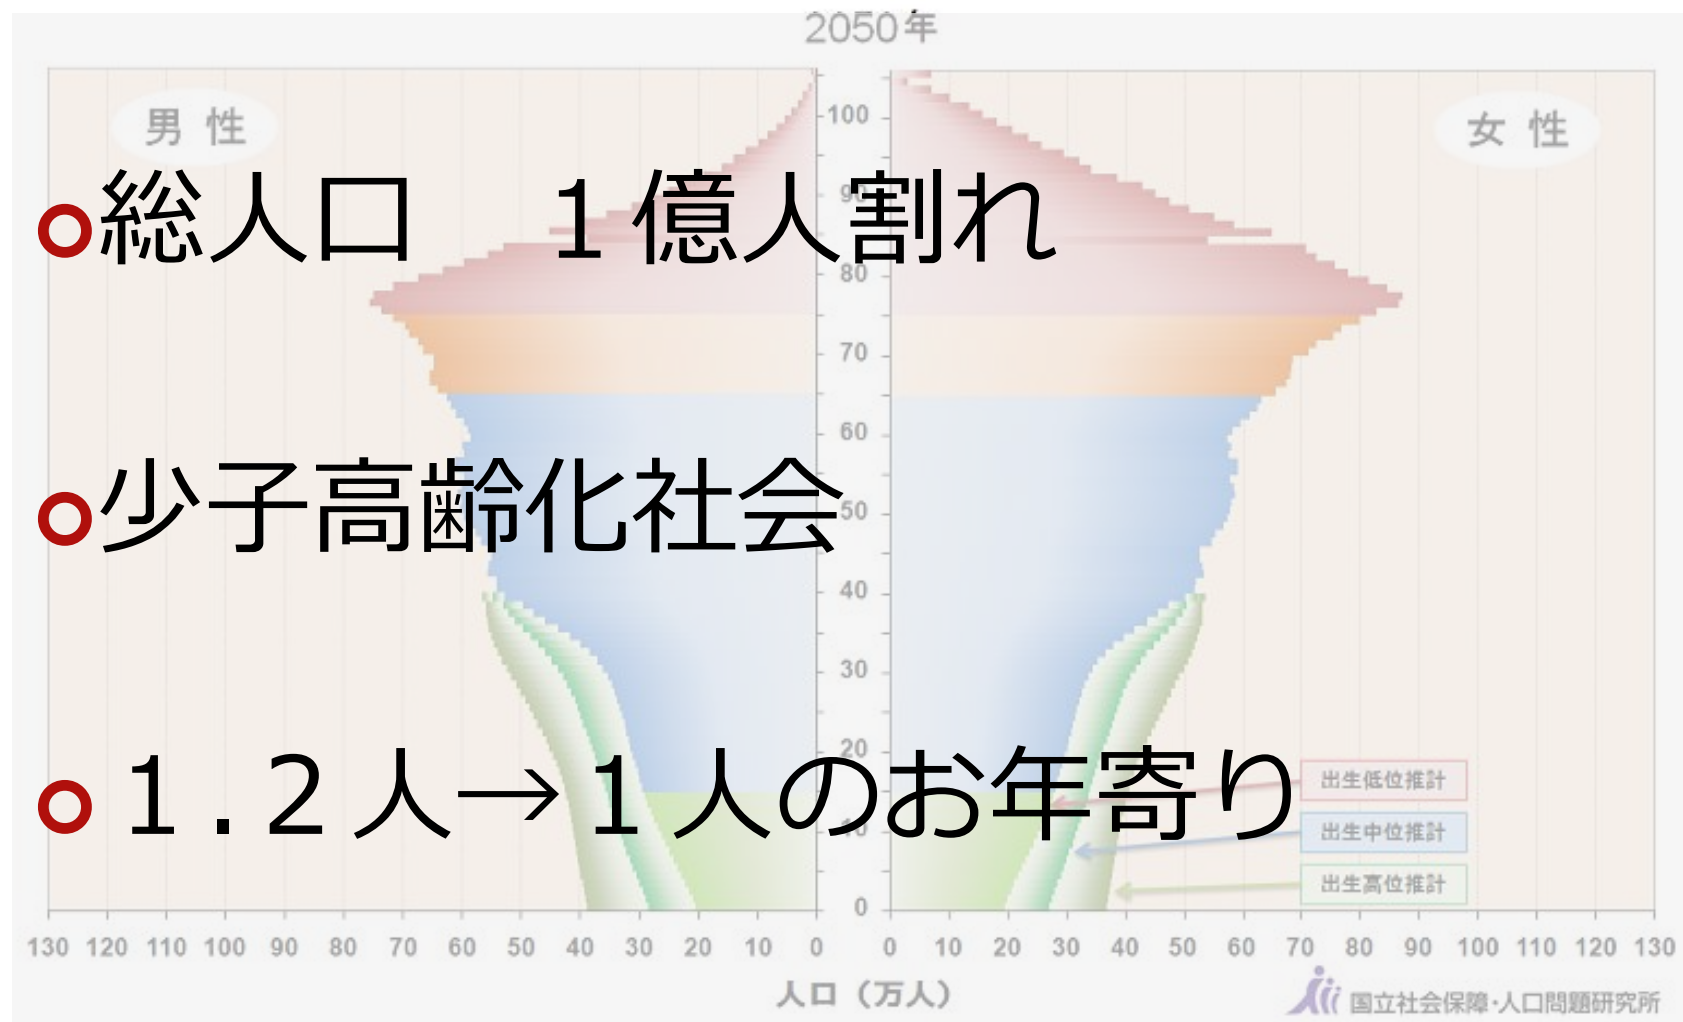 2050年
男性
女性
総人口　１億人割れ
少子高齢化社会
１.２人→１人のお年寄り
100
90
80
70
60
50
40
30
20
10
0
出生低位推計
出生中位推計
出生高位推計
130 120 110 100 90 80 70 60 50 40 30 20 10 0
0 10 20 30 40 50 60 70 80 90 100 110 120 130
人口（万人）
国立社会保障・人口問題研究所